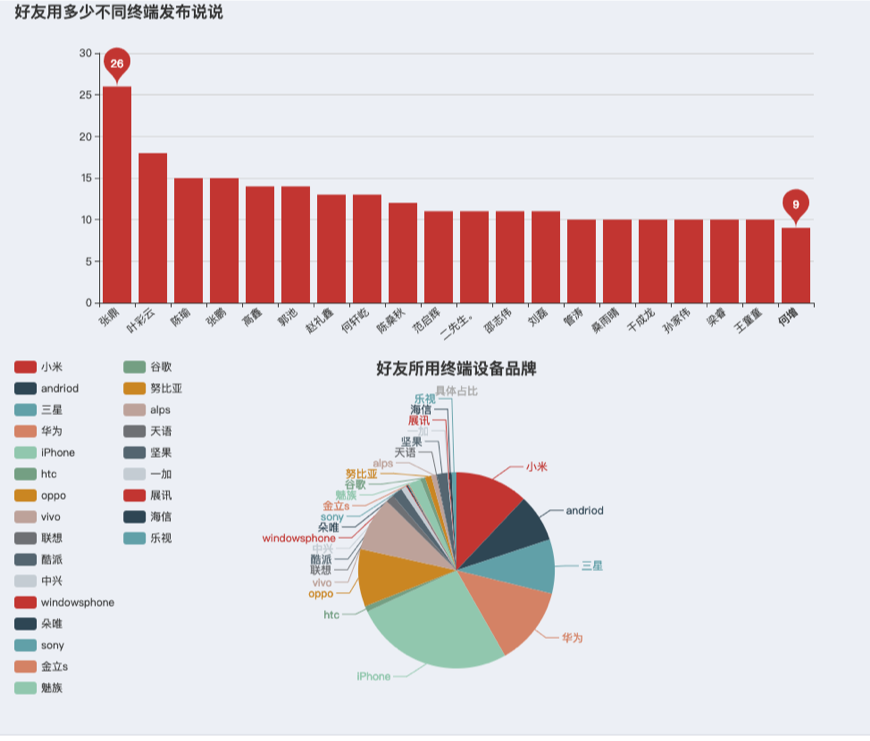 好友用多少不同终端发布说说
30
26
25
20
15
10
9
5
0
张鼎
叶彩云
陈瑜
张鹏
高鑫
郭池
赵礼鑫
何轩屹
陈桑秋
范启辉
二先生。
邵志伟
刘磊
管涛
桑雨晴
干成龙
孙家伟
梁睿
王童童
何增
小米
andriod
三星
华为
iPhone
htc
oppo
vivo
联想
酷派
中兴
windowsphone
朵唯
sony
金立s
魅族
谷歌
努比亚
alps
天语
坚果
一加
展讯
海信
乐视
好友所用终端设备品牌
具体占比
乐视
海信
展讯
一加
坚果
天语
alps
努比亚
谷歌
魅族
金立s
sony
朵唯
windowsphone
中兴
酷派
联想
vivo
oppo
htc
iPhone
小米
andriod
三星
华为